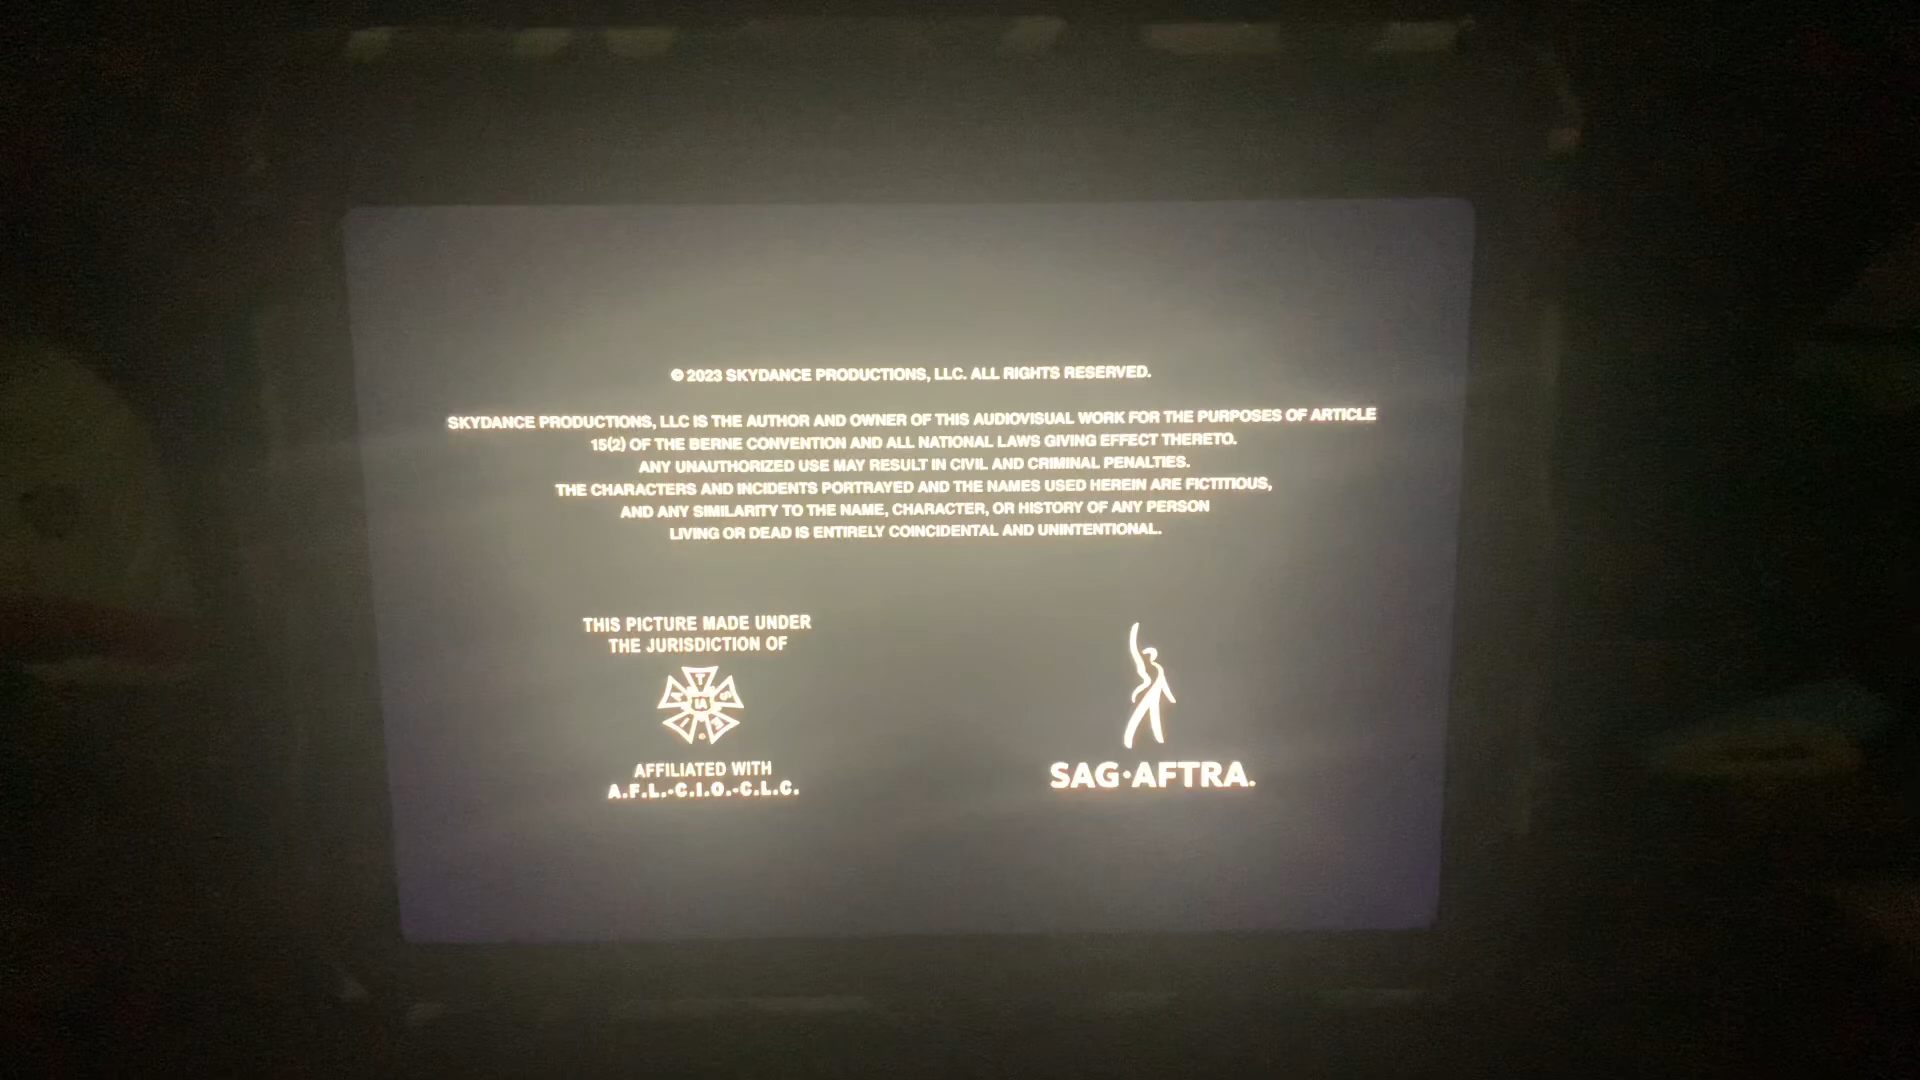 © 2023 SKYDANCE PRODUCTIONS, LLC. ALL RIGHTS RESERVED.
SKYDANCE PRODUCTIONS, LLC IS THE AUTHOR AND OWNER OF THIS AUDIOVISUAL WORK FOR THE PURPOSES OF ARTICLE
15(2) OF THE BERNE CONVENTION AND ALL NATIONAL LAWS GIVING EFFECT THERETO.
ANY UNAUTHORIZED USE MAY RESULT IN CIVIL AND CRIMINAL PENALTIES.
THE CHARACTERS AND INCIDENTS PORTRAYED AND THE NAMES USED HEREIN ARE FICTITIOUS,
AND ANY SIMILARITY TO THE NAME, CHARACTER, OR HISTORY OF ANY PERSON
LIVING OR DEAD IS ENTIRELY COINCIDENTAL AND UNINTENTIONAL.
THIS PICTURE MADE UNDER
THE JURISDICTION OF
IA T S E
AFFILIATED WITH
A.F.L.-C.I.O.-C.L.C.
SAG·AFTRA.